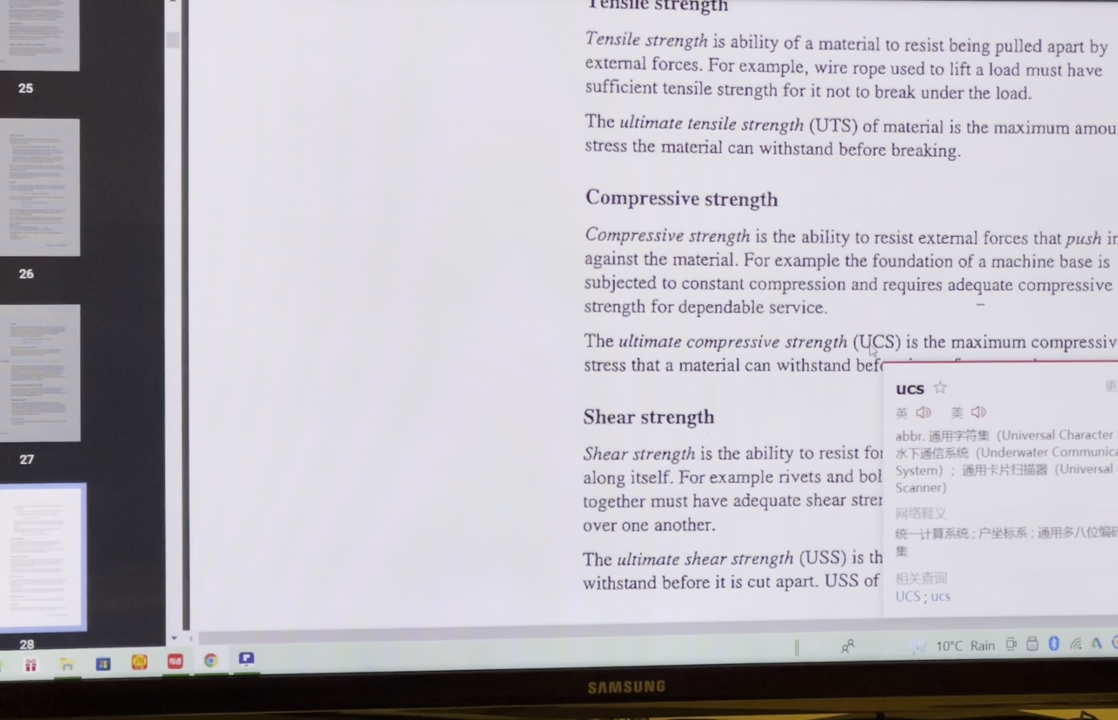 Tensile strength
Tensile strength is ability of a material to resist being pulled apart by
external forces. For example, wire rope used to lift a load must have
sufficient tensile strength for it not to break under the load.
The ultimate tensile strength (UTS) of material is the maximum amou
stress the material can withstand before breaking.
Compressive strength
Compressive strength is the ability to resist external forces that push in
against the material. For example the foundation of a machine base is
subjected to constant compression and requires adequate compressive
strength for dependable service.
The ultimate compressive strength (UCS) is the maximum compressiv
stress that a material can withstand befo
Shear strength
Shear strength is the ability to resist for
along itself. For example rivets and bol
together must have adequate shear stren
over one another.
The ultimate shear strength (USS) is th
withstand before it is cut apart. USS of
ucs
更
英 美
abbr. 通用字符集（Universal Character
水下通信系统（Underwater Communica
System）；通用卡片扫描器（Universal
Scanner）
网络释义
统一计算系统；户坐标系；通用多八位编码
集
相关查询
UCS ; ucs
25
26
27
28
10°C Rain
SAMSUNG